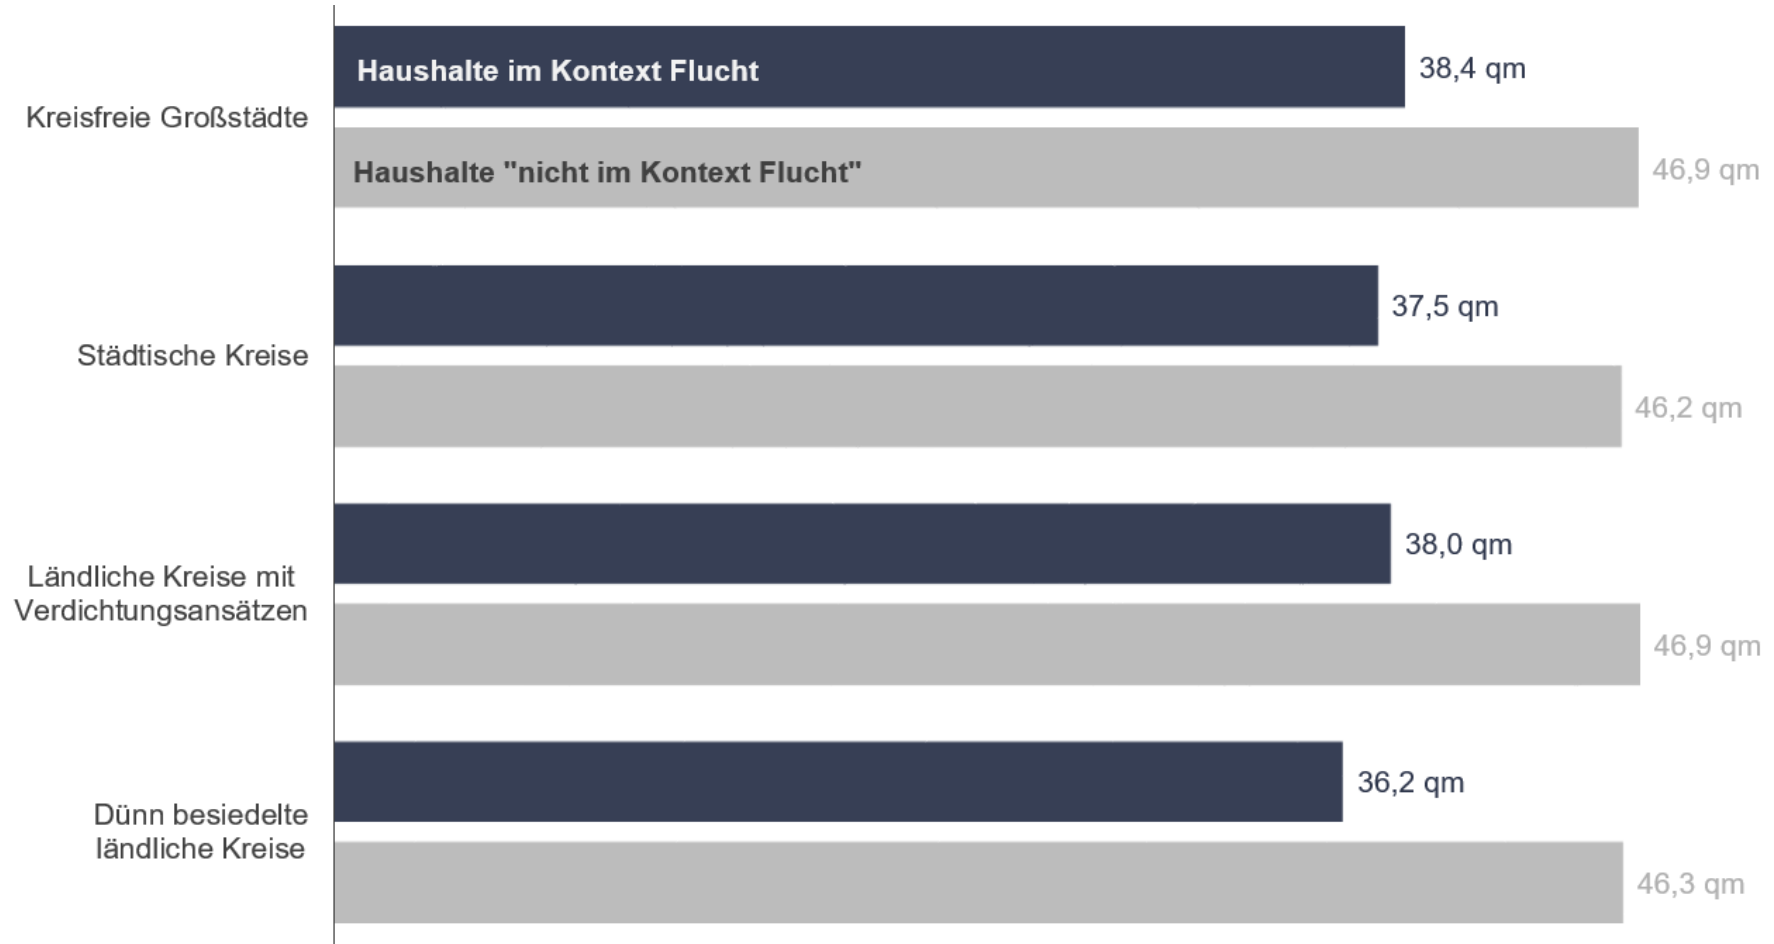 Haushalte im Kontext Flucht
38,4 qm
Kreisfreie Großstädte
Haushalte "nicht im Kontext Flucht"
46,9 qm
37,5 qm
Städtische Kreise
46,2 qm
38,0 qm
Ländliche Kreise mit
Verdichtungsansätzen
46,9 qm
36,2 qm
Dünn besiedelte
ländliche Kreise
46,3 qm